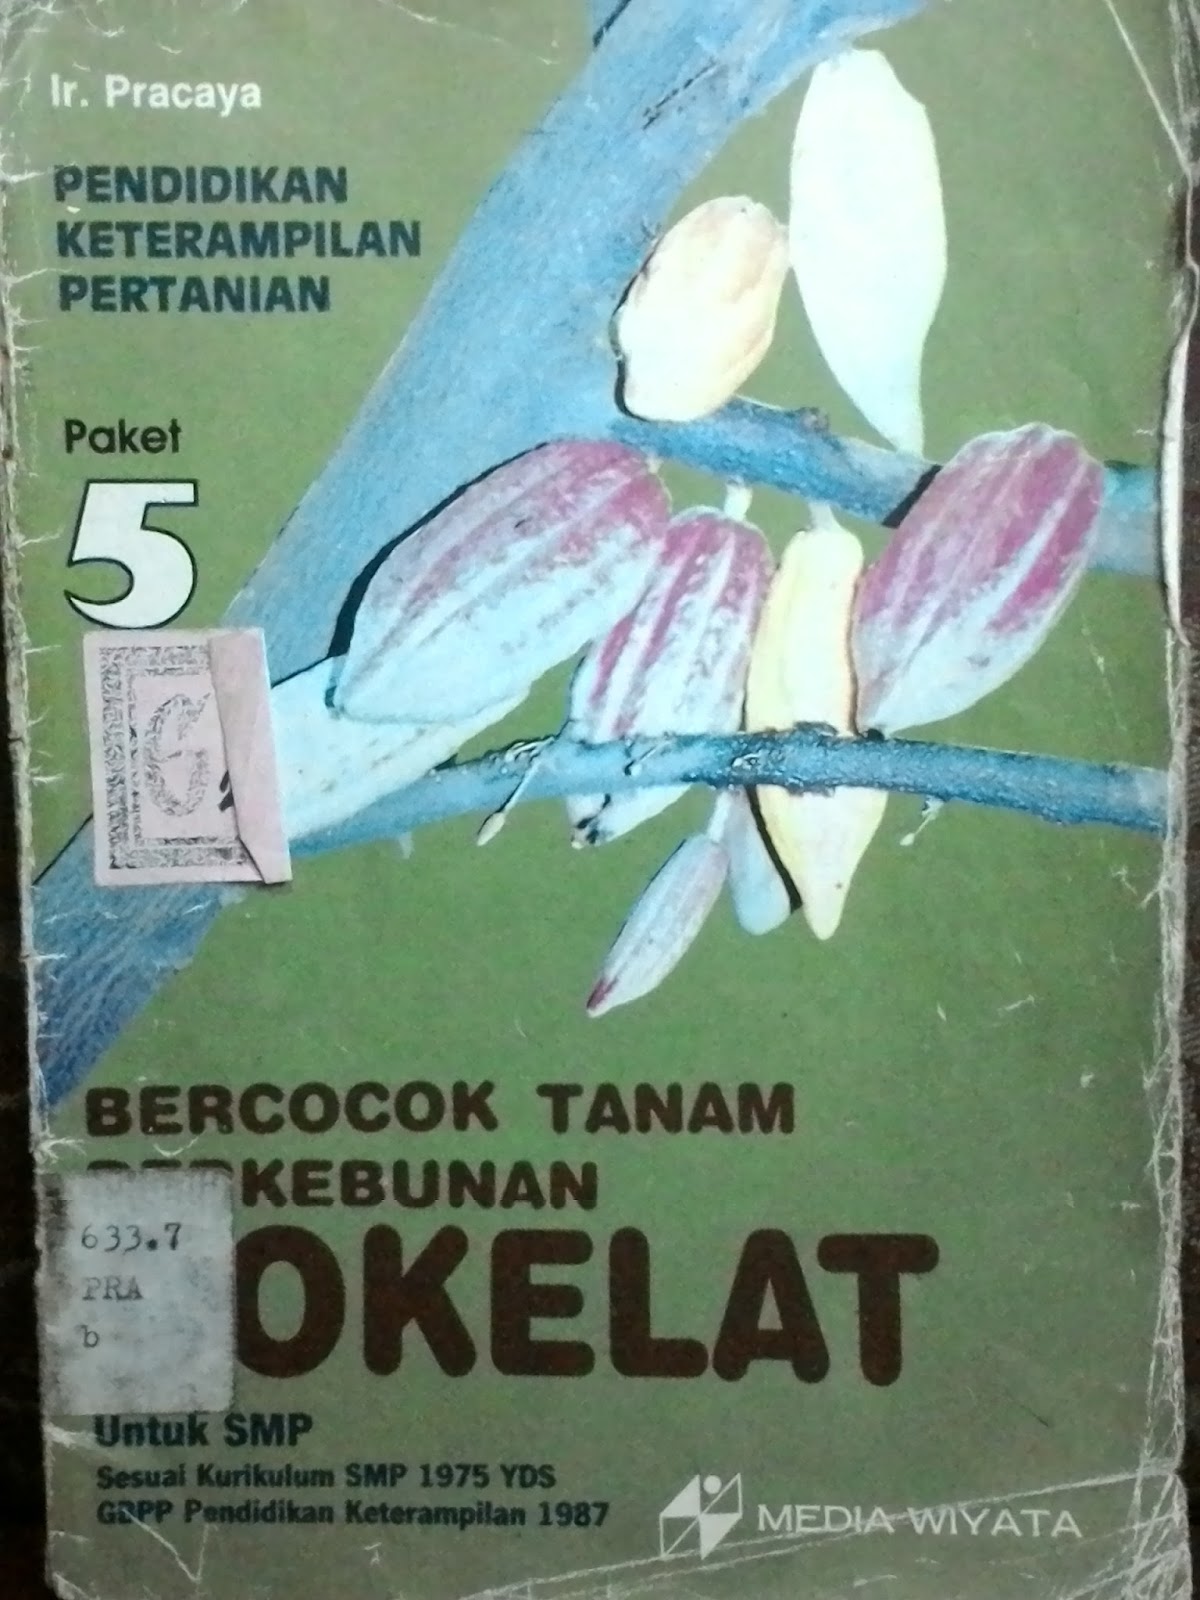 Ir. Pracaya
PENDIDIKAN
KETERAMPILAN
PERTANIAN
Paket
5
BERCOCOK TANAM
KEBUNAN
OKELAT
633.7
PRA
b
Untuk SMP
Sesuai Kurikulum SMP 1975 YDS
GBPP Pendidikan Keterampilan 1987
MEDIA WIYATA